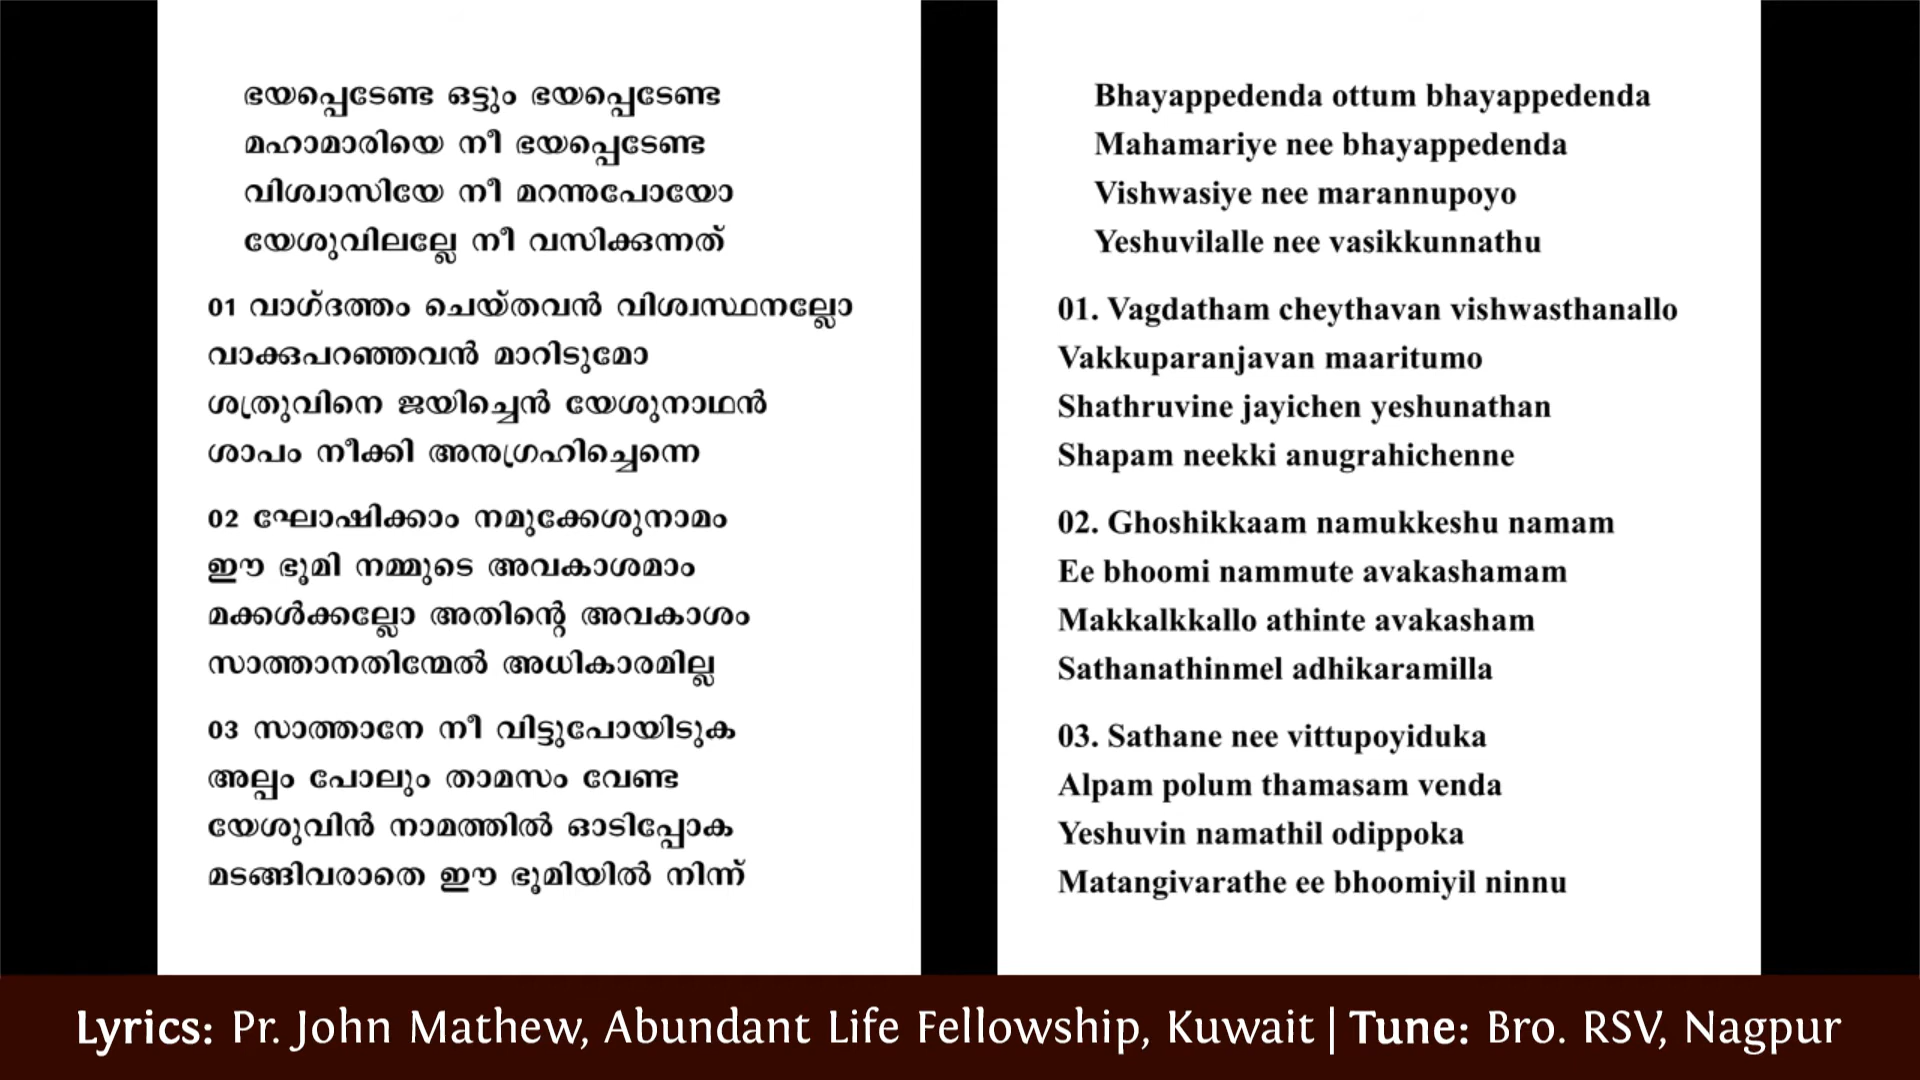 ഭയപ്പെടേണ്ട ഒട്ടും ഭയപ്പെടേണ്ട
മഹാമാരിയെ നീ ഭയപ്പെടേണ്ട
വിശ്വാസിയേ നീ മറന്നുപോയോ
യേശുവിലല്ലേ നീ വസിക്കുന്നത്
01 വാഗ്ദത്തം ചെയ്തവൻ വിശ്വസ്ഥനല്ലോ
വാക്കുപറഞ്ഞവൻ മാറിടുമോ
ശത്രുവിനെ ജയിച്ചെൻ യേശുനാഥൻ
ശാപം നീക്കി അനുഗ്രഹിച്ചെന്നെ
02 ഘോഷിക്കാം നമുക്കേശുനാമം
ഈ ഭൂമി നമ്മുടെ അവകാശമാം
മക്കൾക്കല്ലോ അതിന്റെ അവകാശം
സാത്താനതിന്മേൽ അധികാരമില്ല
03 സാത്താനേ നീ വിട്ടുപോയിടുക
അല്പം പോലും താമസം വേണ്ട
യേശുവിൻ നാമത്തിൽ ഓടിപ്പോക
മടങ്ങിവരാതെ ഈ ഭൂമിയിൽ നിന്ന്
Bhayappedenda ottum bhayappedenda
Mahamariye nee bhayappedenda
Vishwasiye nee marannupoyo
Yeshuvilalle nee vasikkunnathu
01. Vagdatham cheythavan vishwasthanallo
Vakkuparanjavan maaritumo
Shathruvine jayichen yeshunathan
Shapam neekki anugrahichenne
02. Ghoshikkaam namukkeshu namam
Ee bhoomi nammute avakashamam
Makkalkkallo athinte avakasham
Sathanathinmel adhikaramilla
03. Sathane nee vittupoyiduka
Alpam polum thamasam venda
Yeshuvin namathil odippoka
Matangivarathe ee bhoomiyil ninnu
Lyrics: Pr. John Mathew, Abundant Life Fellowship, Kuwait | Tune: Bro. RSV, Nagpur